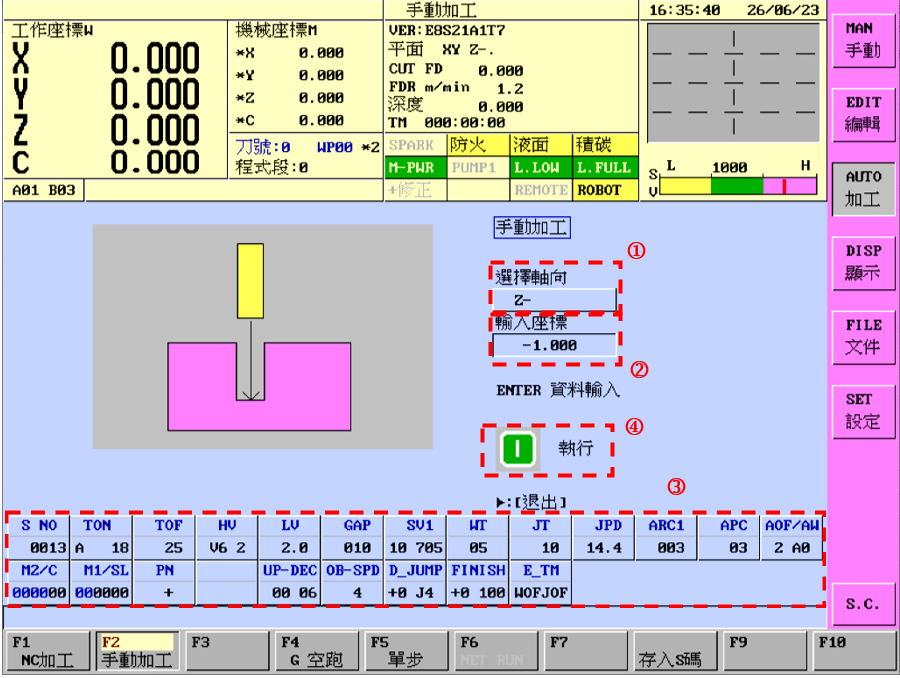 手動加工
16:35:40 26/06/23
工作座標W
X 0.000
Y 0.000
Z 0.000
C 0.000
A01 B03
機械座標M
*X 0.000
*Y 0.000
*Z 0.000
*C 0.000
刀號:0 WP00 *2
程式段:0
VER:E8S21A1T7
平面 XY Z-.
CUT FD 0.000
FDR m/min 1.2
深度 0.000
TM 000:00:00
SPARK 防火 液面 積碳
M-PWR PUMP1 L.LOW L.FULL
+修正 REMOTE ROBOT
L 1000 H
S
V
MAN
手動
EDIT
編輯
AUTO
加工
DISP
顯示
FILE
文件
SET
設定
S.C.
手動加工
①
選擇軸向
Z-
輸入座標
-1.000
②
ENTER 資料輸入
④
I 執行
③
►:[退出]
S NO TON TOF HV LV GAP SV1 WT JT JPD ARC1 APC AOF/AW
0013 A 18 25 V6 2 2.0 010 10 705 05 10 14.4 003 03 2 A0
M2/C M1/SL PN UP-DEC OB-SPD D_JUMP FINISH E_TM
000000 000000 + 00 06 4 +0 J4 +0 100 WOFJOF
F1 F2 F3 F4 F5 F6 F7 F9 F10
NC加工 手動加工 G 空跑 單步 NET RUN 存入S碼